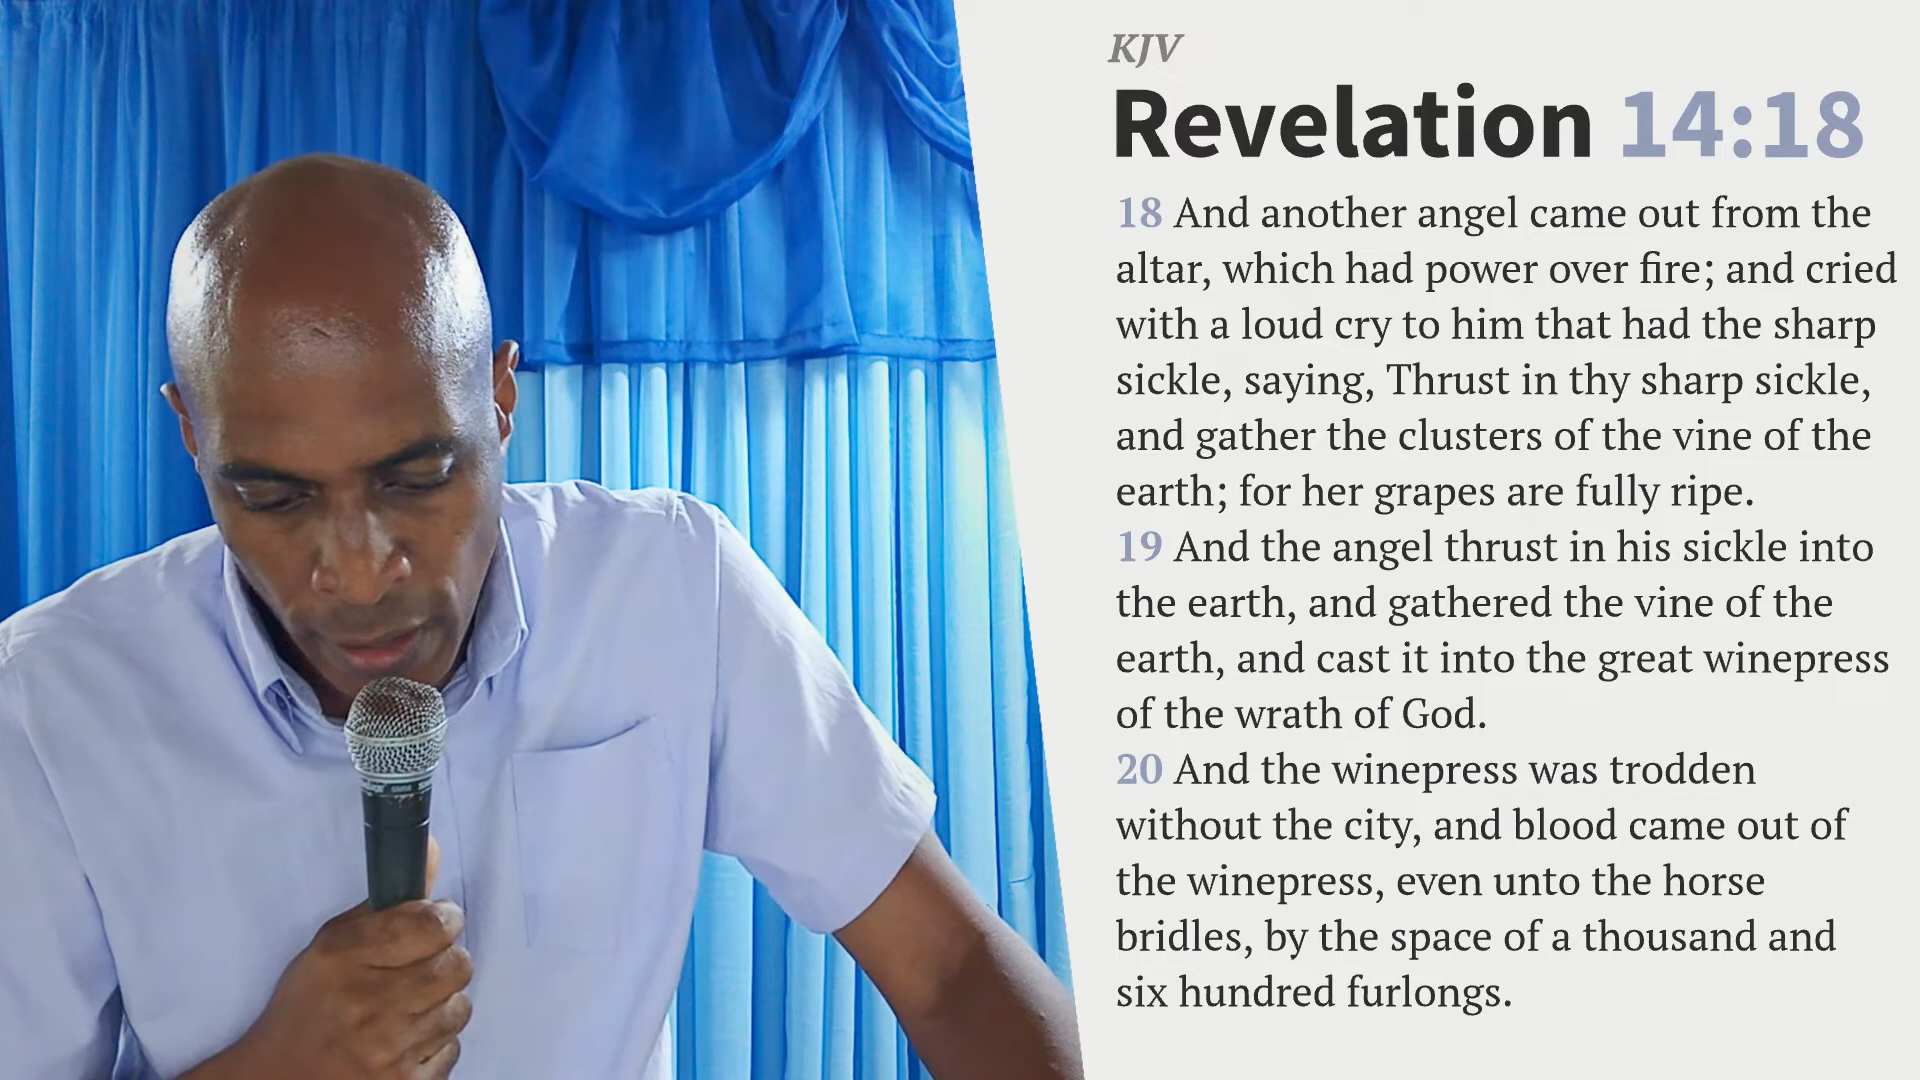 KJV
Revelation 14:18
18 And another angel came out from the
altar, which had power over fire; and cried
with a loud cry to him that had the sharp
sickle, saying, Thrust in thy sharp sickle,
and gather the clusters of the vine of the
earth; for her grapes are fully ripe.
19 And the angel thrust in his sickle into
the earth, and gathered the vine of the
earth, and cast it into the great winepress
of the wrath of God.
20 And the winepress was trodden
without the city, and blood came out of
the winepress, even unto the horse
bridles, by the space of a thousand and
six hundred furlongs.